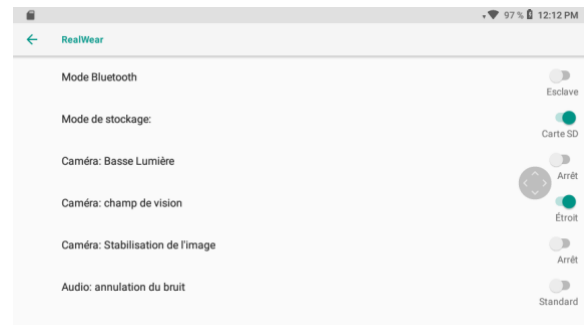 97 % 12:12 PM
RealWear
Mode Bluetooth
Esclave
Mode de stockage:
Carte SD
Caméra: Basse Lumière
Arrêt
Caméra: champ de vision
Étroit
Caméra: Stabilisation de l'image
Arrêt
Audio: annulation du bruit
Standard